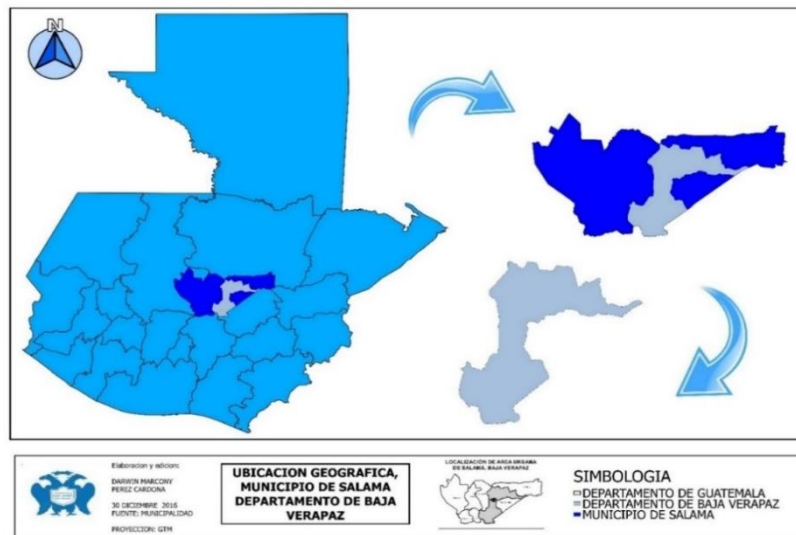 N
Elaboracion y edicion:
DARWIN MARCONY
PEREZ CARDONA
30 DICIEMBRE 2016
FUENTE: MUNICIPALIDAD
PROYECCION: GTM
UBICACION GEOGRAFICA,
MUNICIPIO DE SALAMA
DEPARTAMENTO DE BAJA
VERAPAZ
LOCALIZACIÓN DE AREA URBANA
DE SALAMA, BAJA VERAPAZ
SIMBOLOGIA
DEPARTAMENTO DE GUATEMALA
DEPARTAMENTO DE BAJA VERAPAZ
MUNICIPIO DE SALAMA